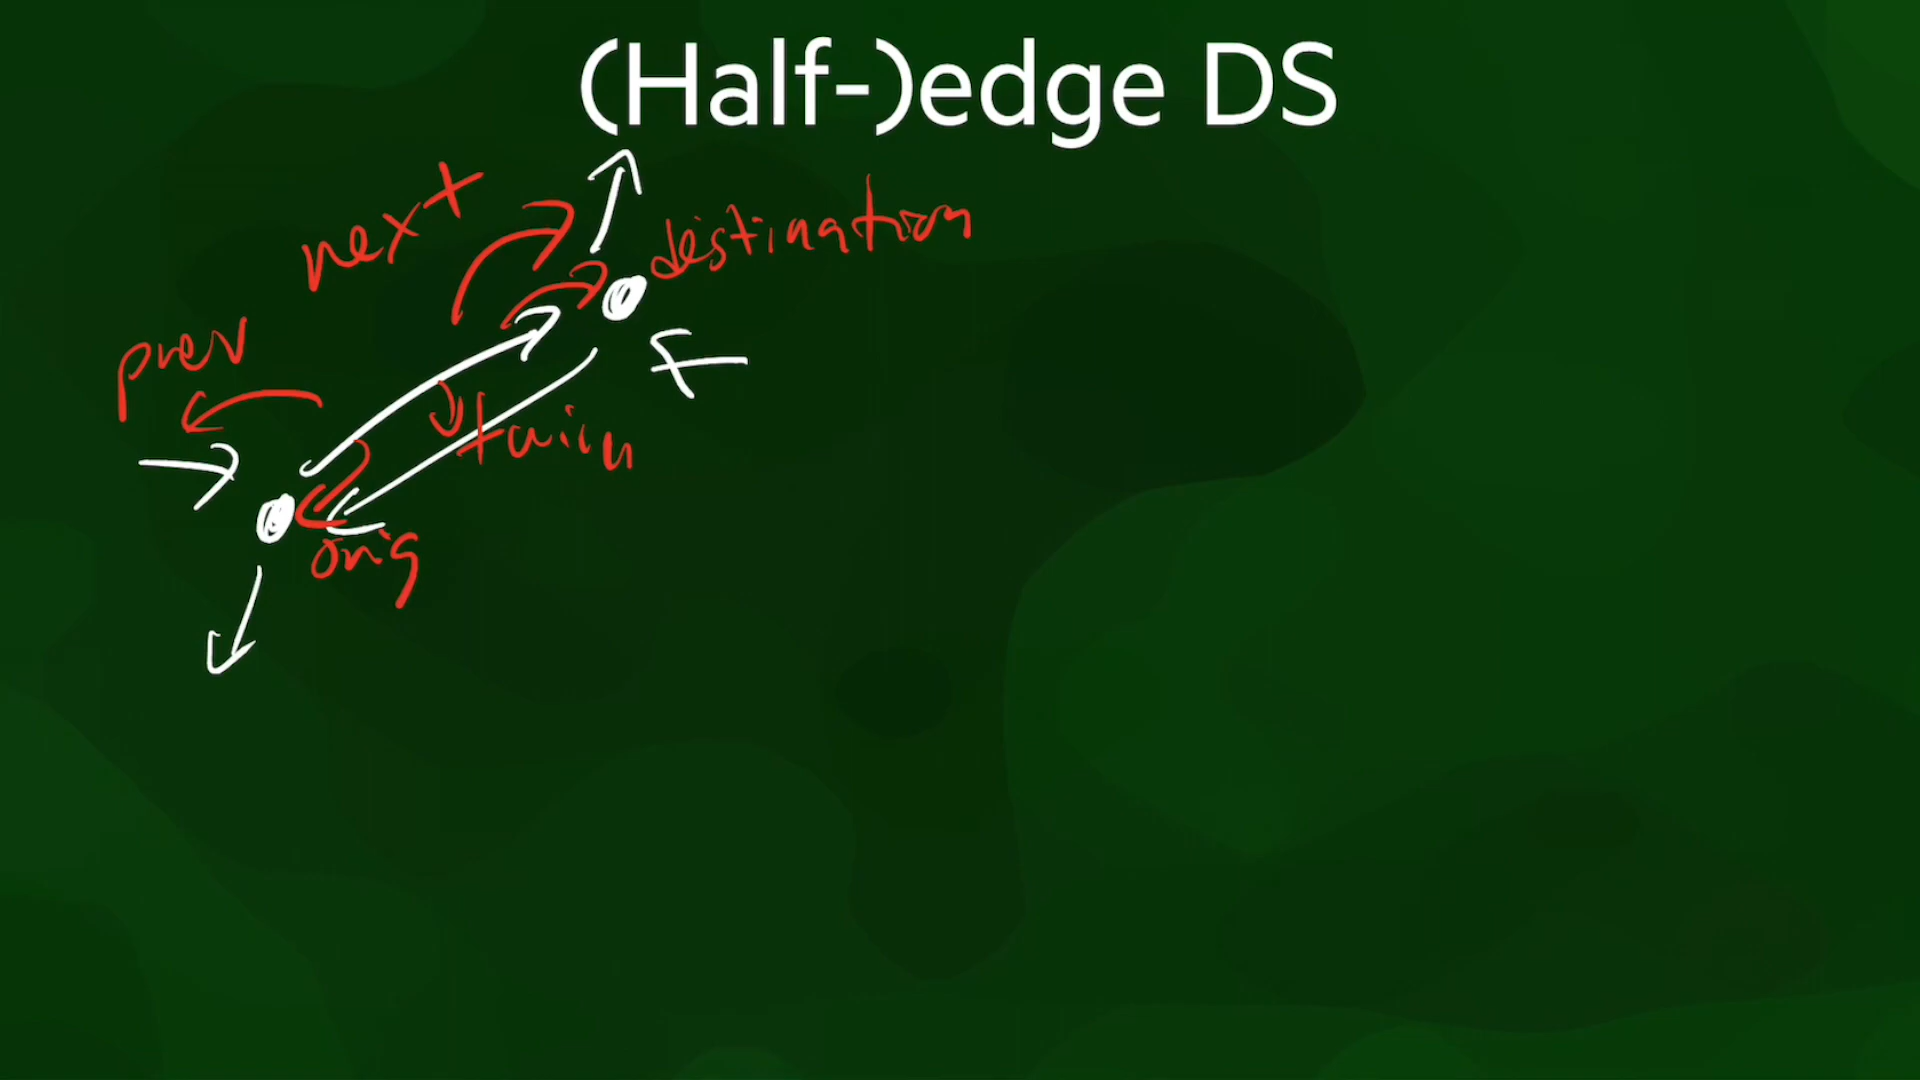 (Half-)edge DS
next
destination
prev
twin
orig